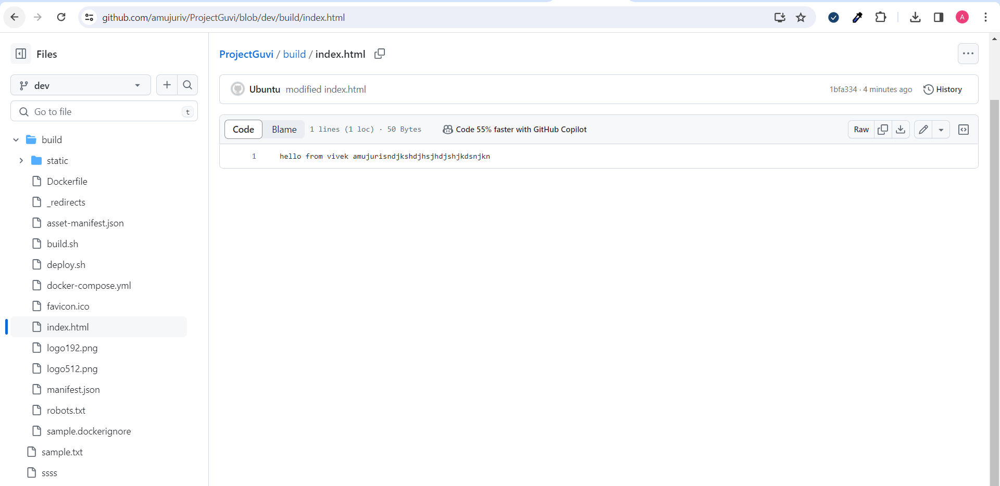 github.com/amujuriv/ProjectGuvi/blob/dev/build/index.html
A
Files
dev
Go to file
t
build
static
Dockerfile
_redirects
asset-manifest.json
build.sh
deploy.sh
docker-compose.yml
favicon.ico
index.html
logo192.png
logo512.png
manifest.json
robots.txt
sample.dockerignore
sample.txt
ssss
ProjectGuvi / build / index.html
Ubuntu modified index.html
1bfa334 · 4 minutes ago
History
Code Blame 1 lines (1 loc) · 50 Bytes
Code 55% faster with GitHub Copilot
Raw
1 hello from vivek amujurisndjkshdjhsjhdjshjkdsnjkn